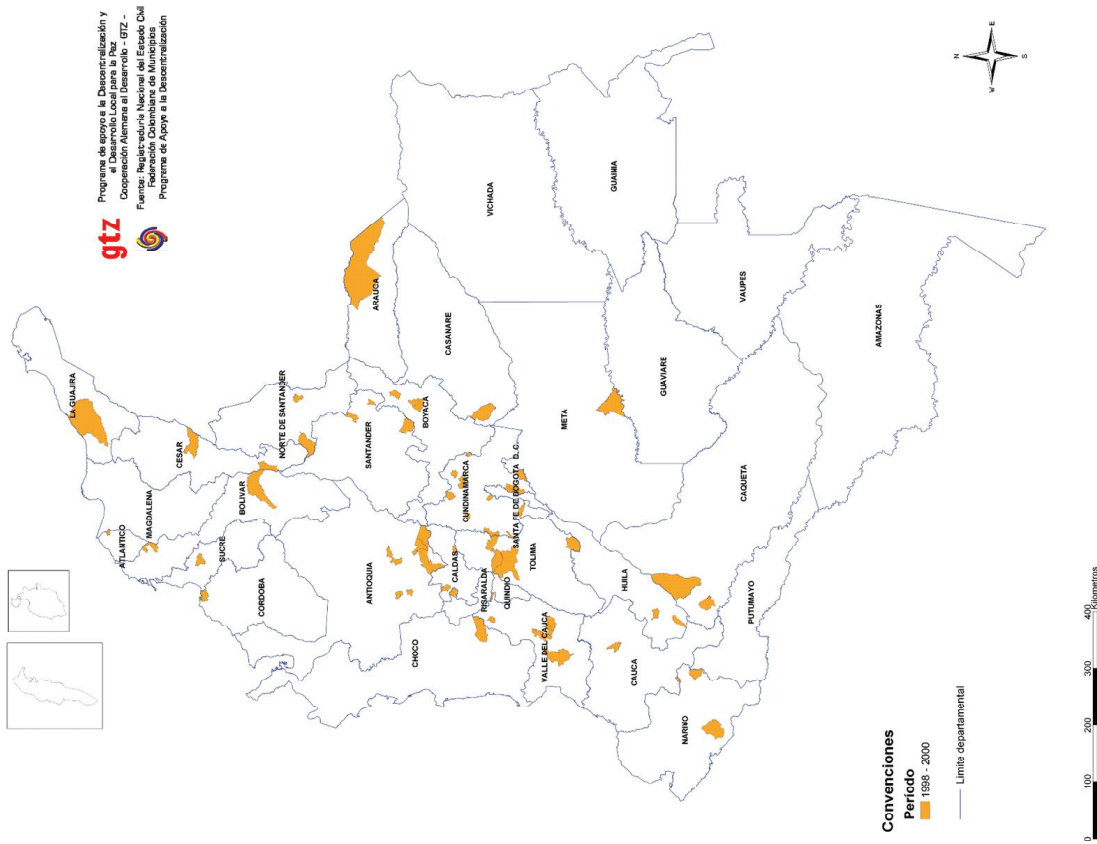 gtz
Programa de apoyo a la Descentralización y
el Desarrollo Local para la Paz
Cooperación Alemana al Desarrollo - GTZ -
Fuente: Registraduría Nacional del Estado Civil
Federación Colombiana de Municipios
Programa de Apoyo a la Descentralización
LA GUAJIRA
ATLANTICO
MAGDALENA
CESAR
SUCRE
BOLIVAR
NORTE DE SANTANDER
CORDOBA
ANTIOQUIA
SANTANDER
ARAUCA
CHOCO
CALDAS
BOYACA
CASANARE
VICHADA
RISARALDA
CUNDINAMARCA
QUINDIO
SANTA FE DE BOGOTA D. C.
TOLIMA
VALLE DEL CAUCA
META
GUAINIA
CAUCA
HUILA
GUAVIARE
NARIÑO
CAQUETA
VAUPES
PUTUMAYO
AMAZONAS
N
W
E
S
Convenciones
Período
1998 - 2000
Limite departamental
0 100 200 300 400
Kilometros